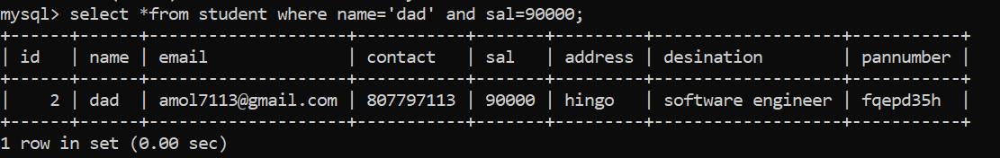 mysql> select *from student where name='dad' and sal=90000;
+------+------+--------------------+-----------+-------+---------+-------------------+-----------+
| id   | name | email              | contact   | sal   | address | desination        | pannumber |
+------+------+--------------------+-----------+-------+---------+-------------------+-----------+
|    2 | dad  | amol7113@gmail.com | 807797113 | 90000 | hingo   | software engineer | fqepd35h  |
+------+------+--------------------+-----------+-------+---------+-------------------+-----------+
1 row in set (0.00 sec)